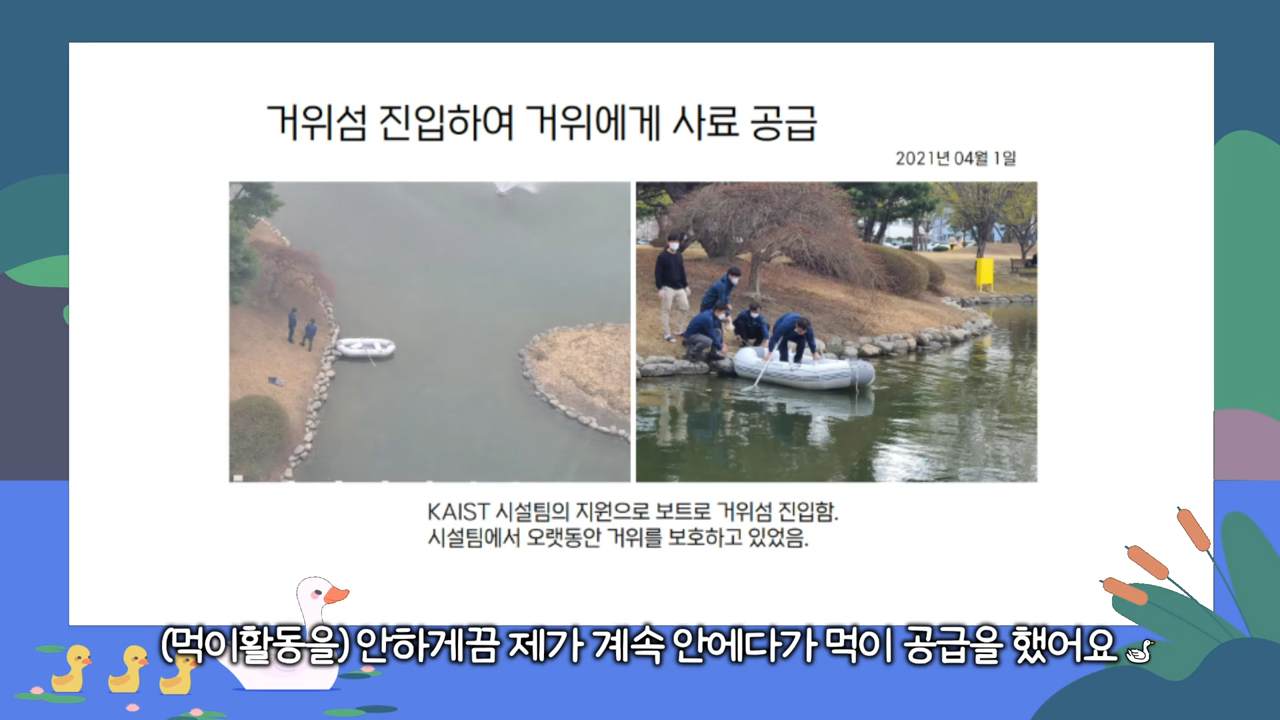 거위섬 진입하여 거위에게 사료 공급
2021년 04월 1일
KAIST 시설팀의 지원으로 보트로 거위섬 진입함.
시설팀에서 오랫동안 거위를 보호하고 있었음.
(먹이활동을) 안하게끔 제가 계속 안에다가 먹이 공급을 했어요🦢